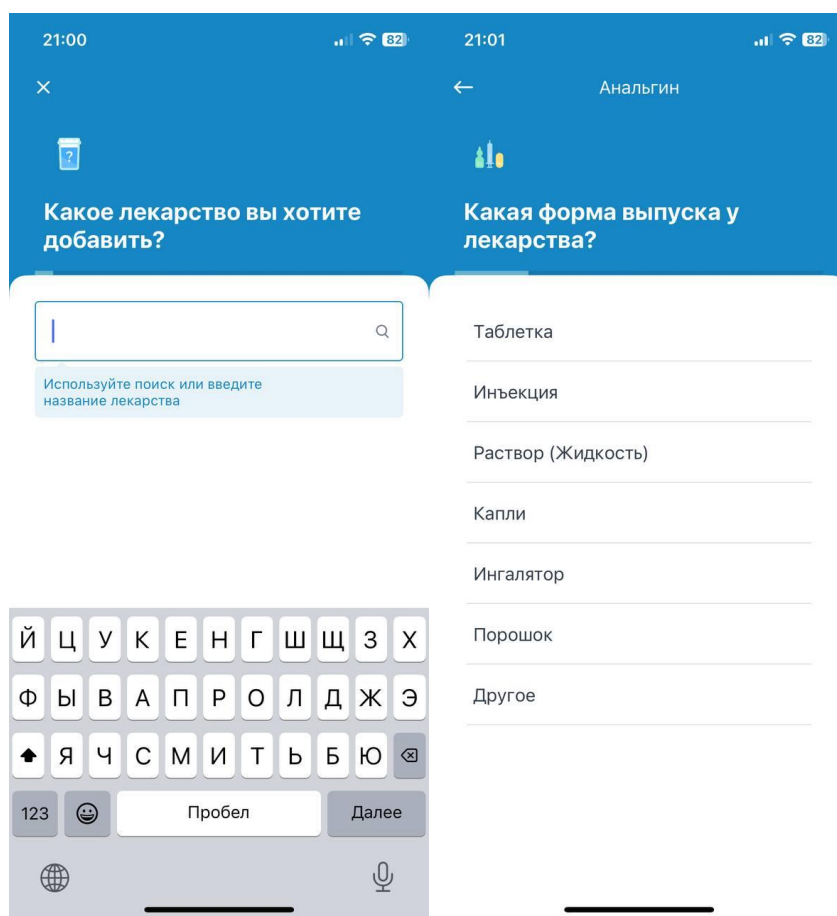 21:00
82
Какое лекарство вы хотите
добавить?
Используйте поиск или введите
название лекарства
Й Ц У К Е Н Г Ш Щ З Х
Ф Ы В А П Р О Л Д Ж Э
Я Ч С М И Т Ь Б Ю
123 Пробел Далее
21:01
82
Анальгин
Какая форма выпуска у
лекарства?
Таблетка
Инъекция
Раствор (Жидкость)
Капли
Ингалятор
Порошок
Другое